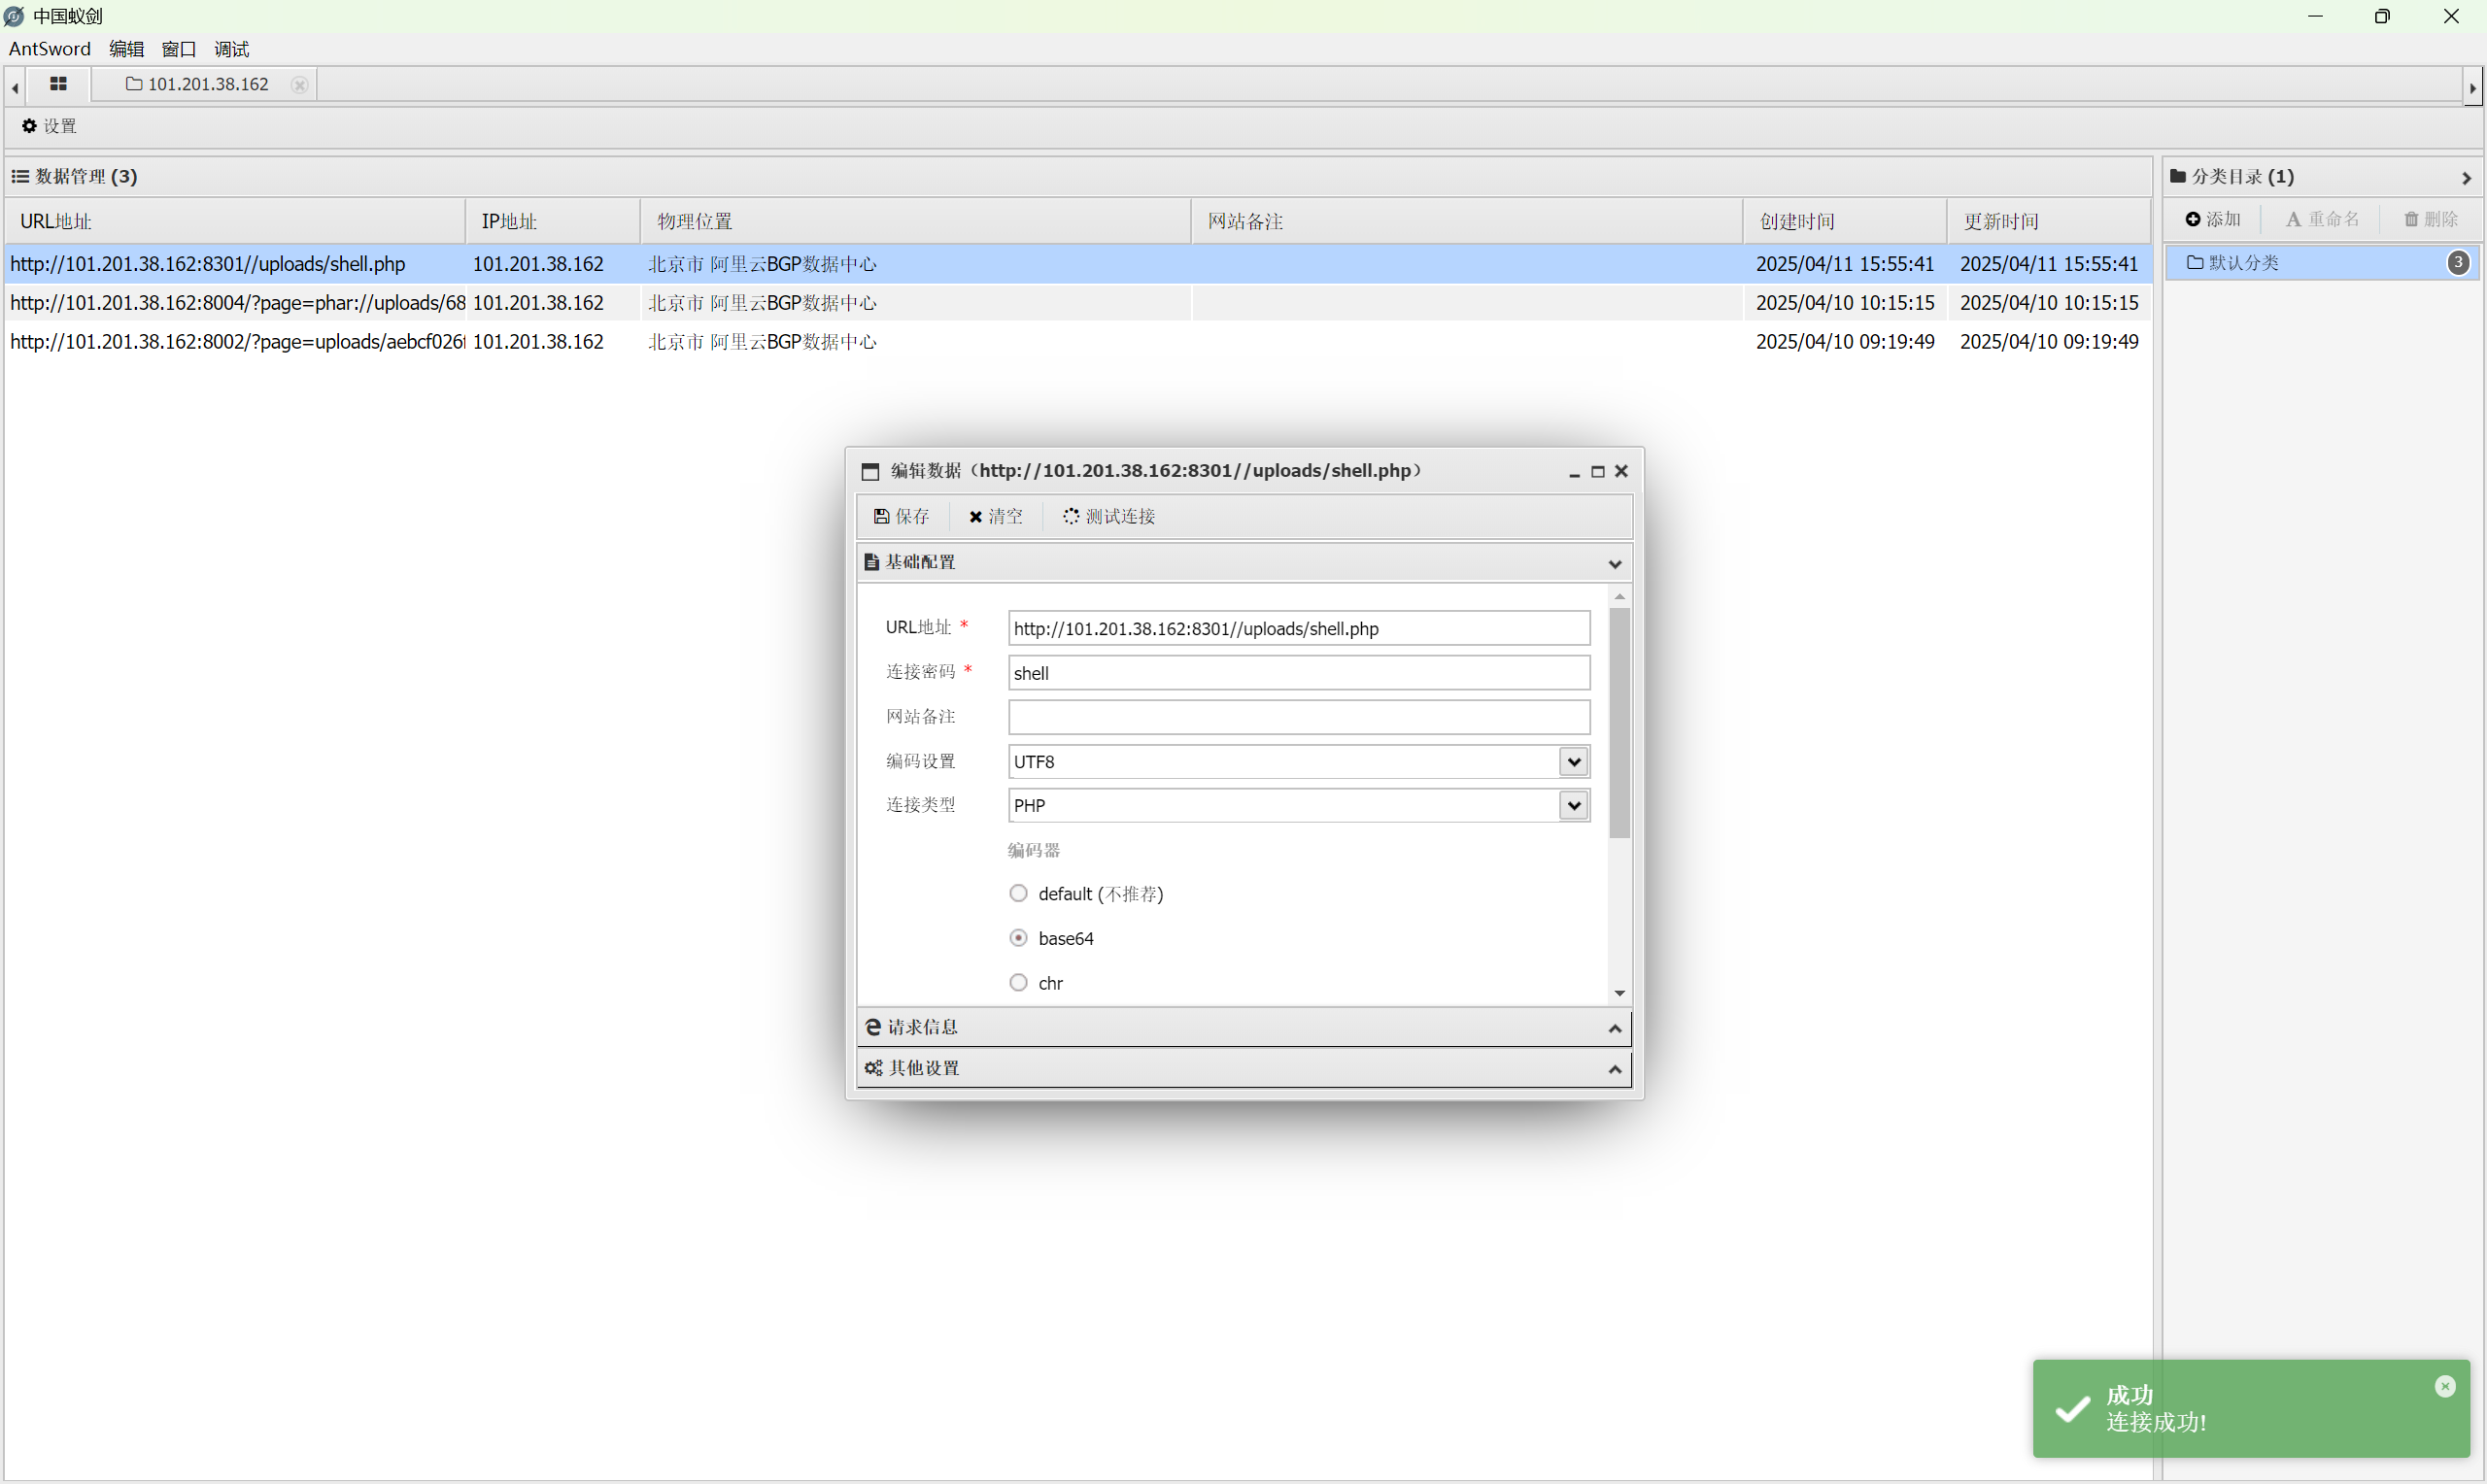 中国蚁剑
AntSword 编辑 窗口 调试
101.201.38.162
设置
数据管理 (3)
URL地址 IP地址 物理位置 网站备注 创建时间 更新时间
http://101.201.38.162:8301//uploads/shell.php 101.201.38.162 北京市 阿里云BGP数据中心 2025/04/11 15:55:41 2025/04/11 15:55:41
http://101.201.38.162:8004/?page=phar://uploads/68 101.201.38.162 北京市 阿里云BGP数据中心 2025/04/10 10:15:15 2025/04/10 10:15:15
http://101.201.38.162:8002/?page=uploads/aebcf026 101.201.38.162 北京市 阿里云BGP数据中心 2025/04/10 09:19:49 2025/04/10 09:19:49
分类目录 (1)
添加 重命名 删除
默认分类 3
编辑数据（http://101.201.38.162:8301//uploads/shell.php）
保存 清空 测试连接
基础配置
URL地址 * http://101.201.38.162:8301//uploads/shell.php
连接密码 * shell
网站备注
编码设置 UTF8
连接类型 PHP
编码器
default (不推荐)
base64
chr
请求信息
其他设置
成功
连接成功!